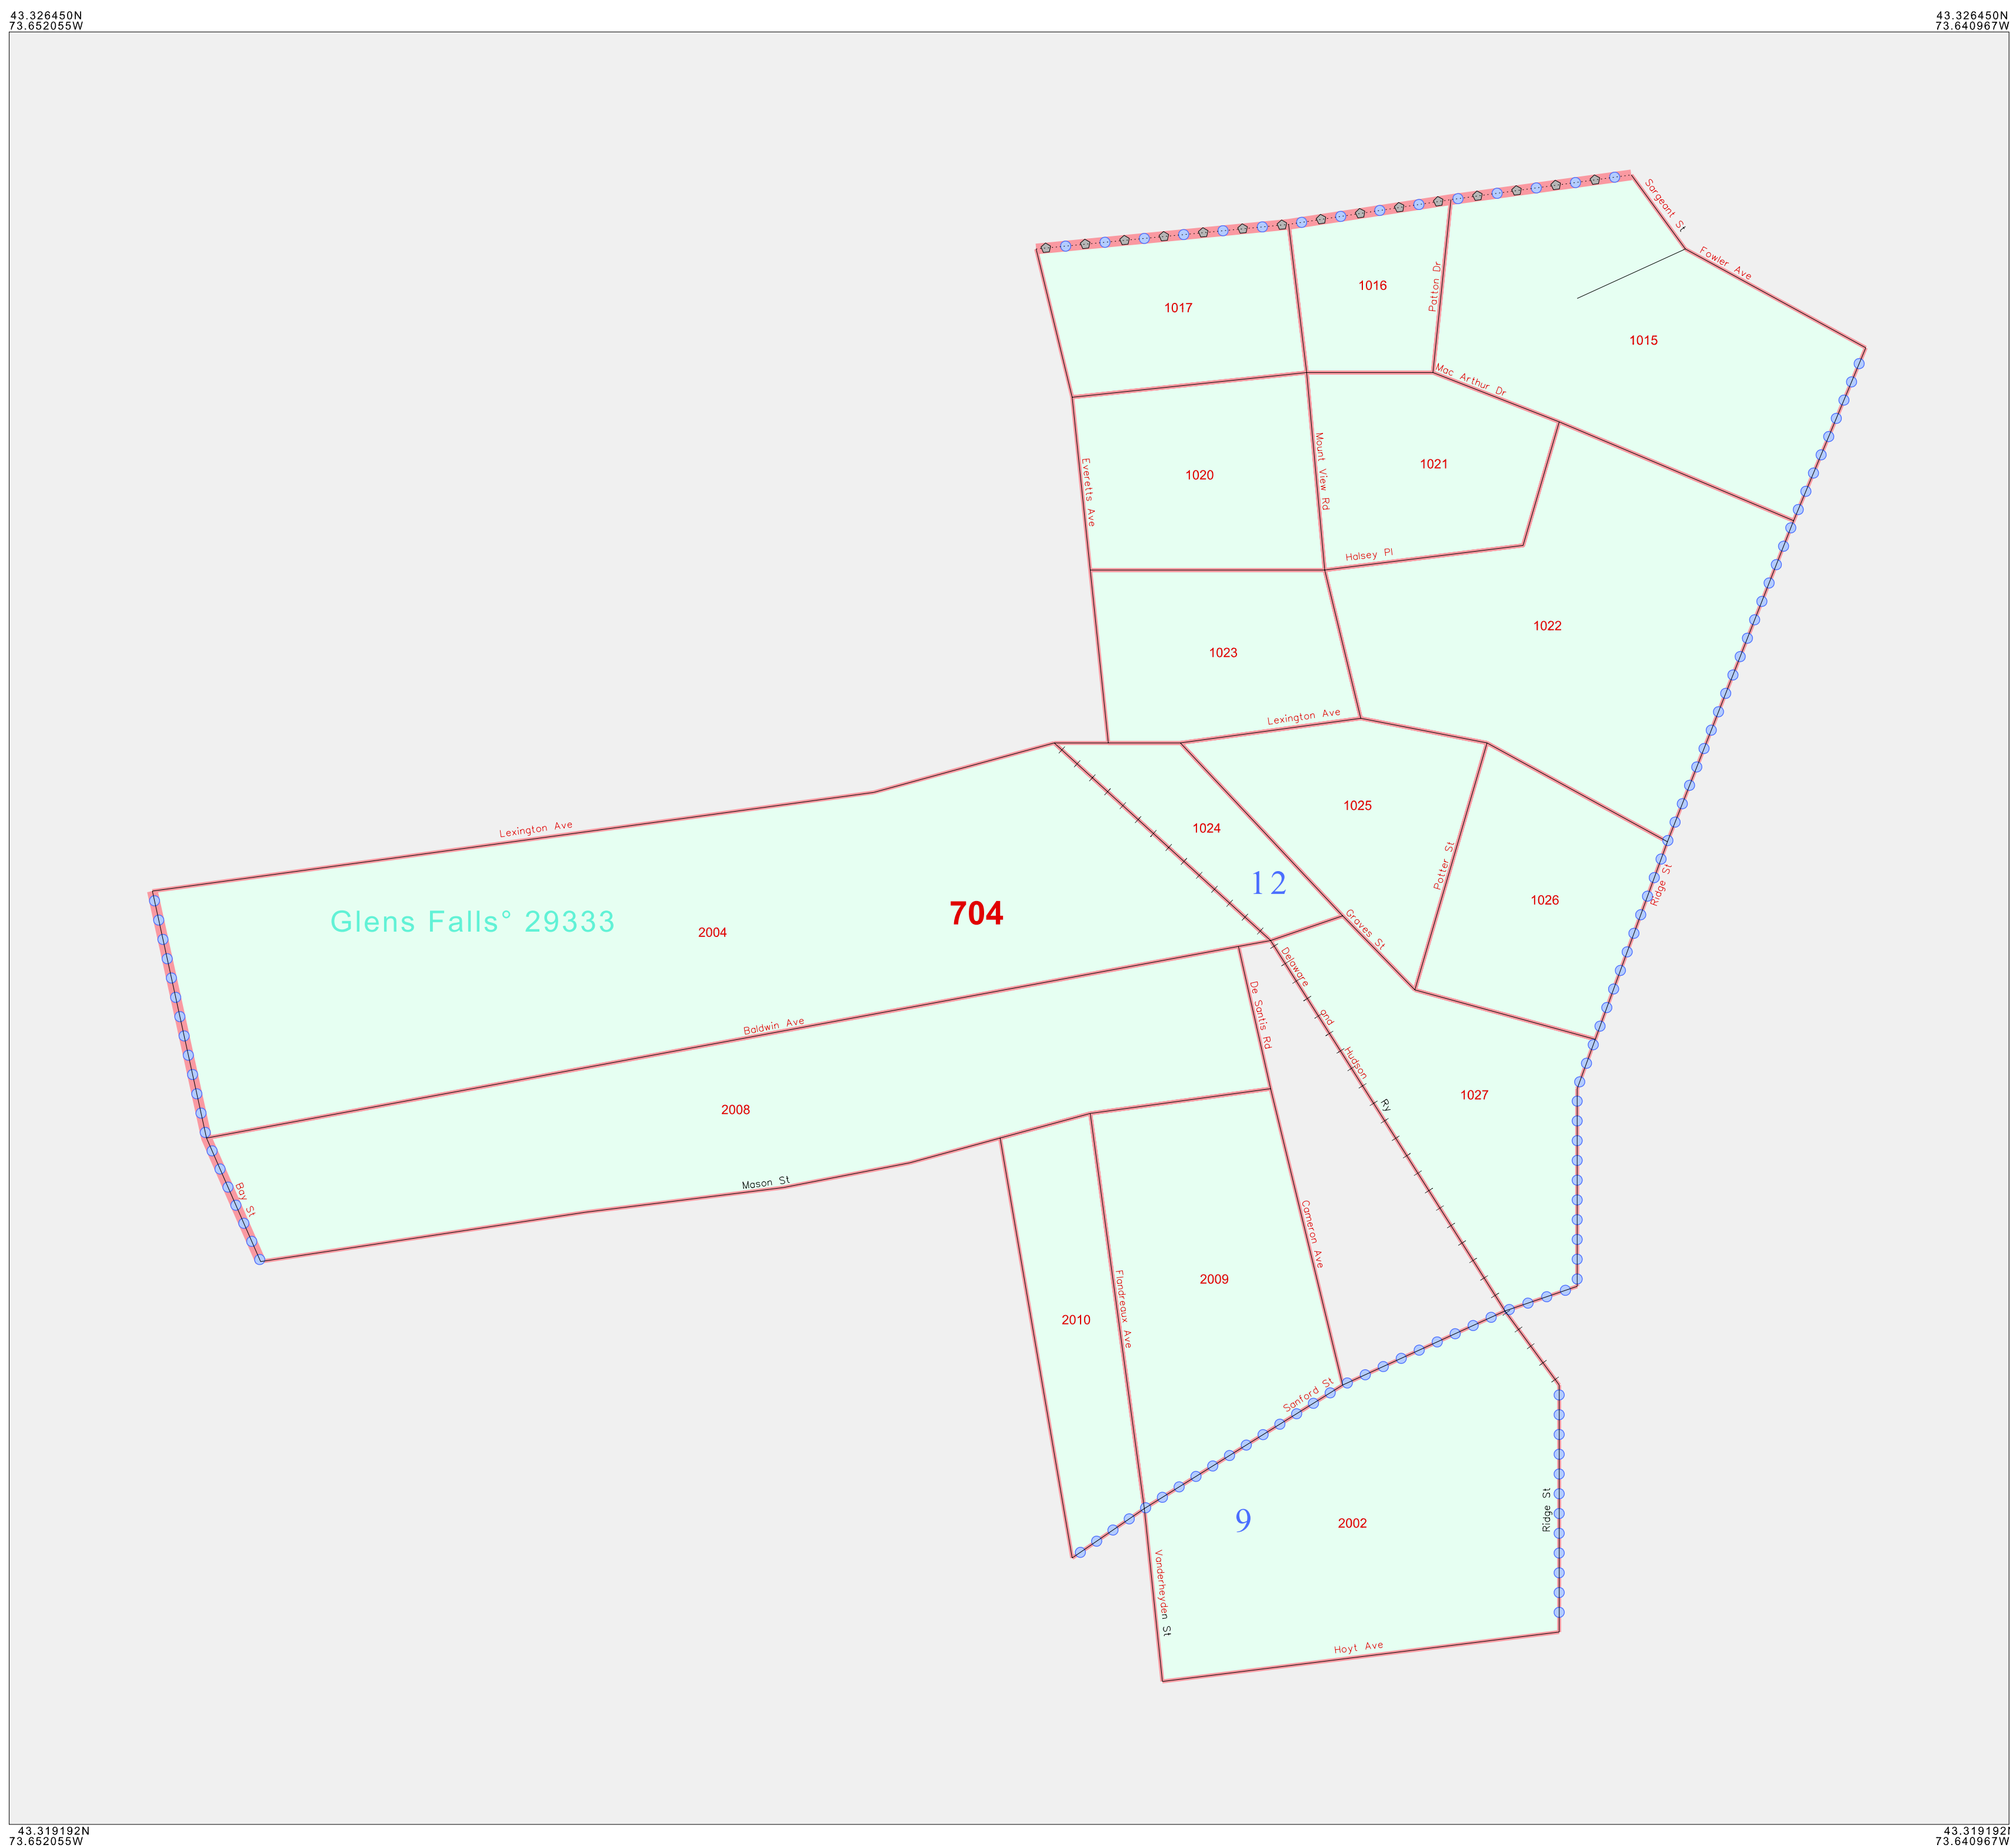 43.326450N
73.652055W
43.326450N
73.640967W
Sargeant St
Fowler Ave
1017
1016
Patton Dr
1015
Mac Arthur Dr
Everetts Ave
1020
Mount View Rd
1021
Halsey Pl
1022
1023
Lexington Ave
Lexington Ave
1024
1025
Potter St
12
1026
Ridge St
Glens Falls° 29333
2004
704
Graves St
Delaware and Hudson Ry
De Santis Rd
Baldwin Ave
2008
1027
Bay St
Mason St
Cameron Ave
2009
Flandreaux Ave
2010
Sanford St
9
2002
Ridge St
Vanderheyden St
Hoyt Ave
43.319192N
73.652055W
43.319192
73.640967W